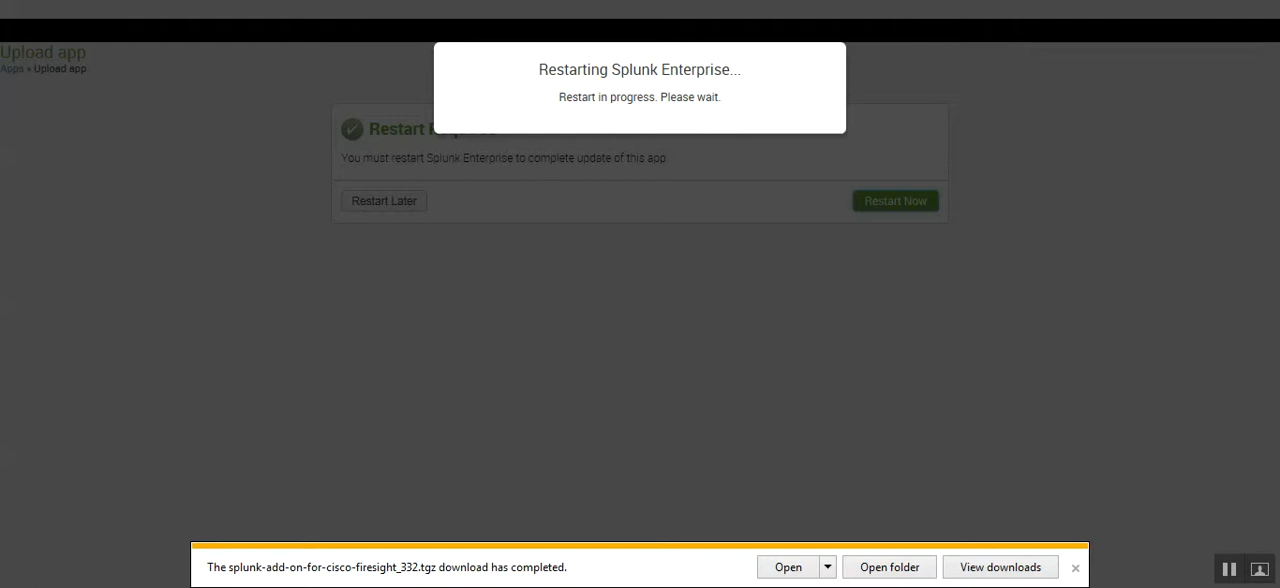 Upload app
Apps » Upload app
Restarting Splunk Enterprise...
Restart in progress. Please wait.
Restart Required
You must restart Splunk Enterprise to complete update of this app
Restart Later
Restart Now
The splunk-add-on-for-cisco-firesight_332.tgz download has completed.
Open
Open folder
View downloads